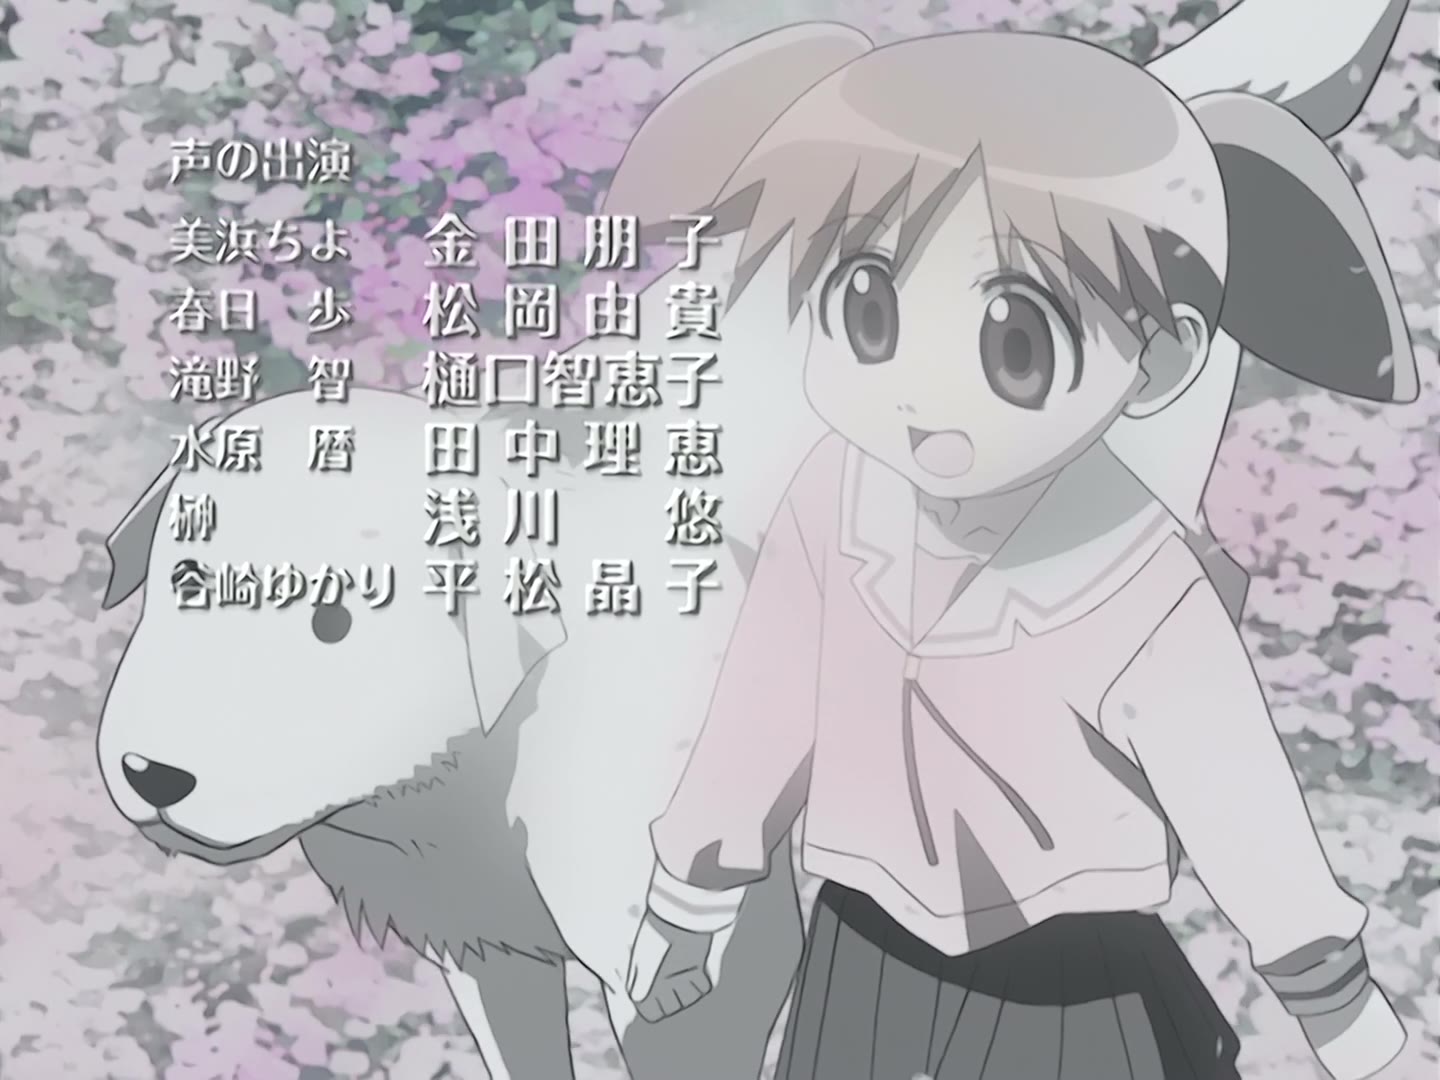 声の出演
美浜ちよ 金田朋子
春日 歩 松岡由貴
滝野 智 樋口智恵子
水原 暦 田中理恵
榊 浅川 悠
谷崎ゆかり 平松晶子